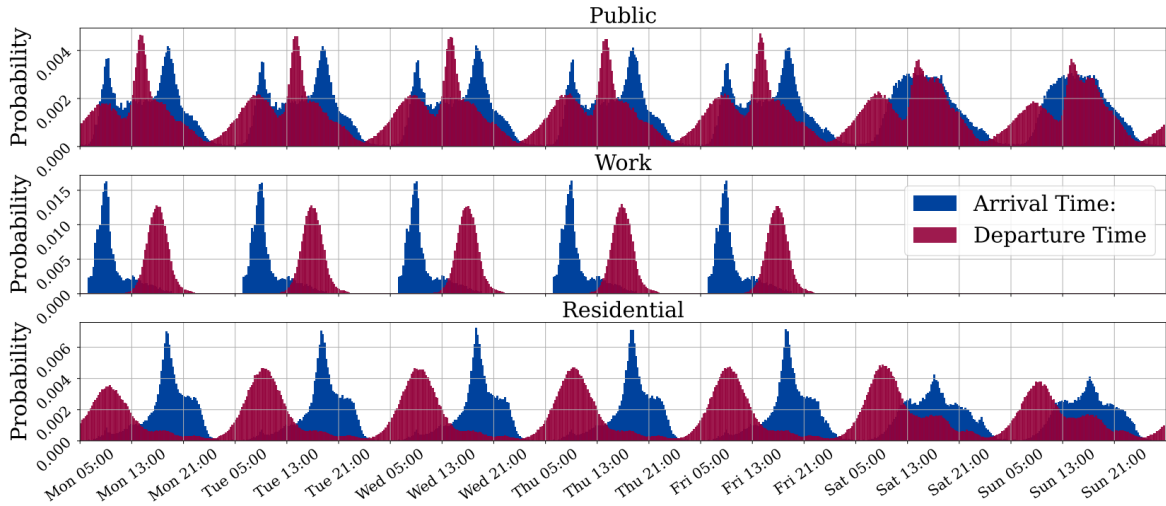 Public
Probability
0.004
0.002
0.000
Work
Probability
0.015
0.010
0.005
0.000
Arrival Time:
Departure Time
Residential
Probability
0.006
0.004
0.002
0.000
Mon 05:00
Mon 13:00
Mon 21:00
Tue 05:00
Tue 13:00
Tue 21:00
Wed 05:00
Wed 13:00
Wed 21:00
Thu 05:00
Thu 13:00
Thu 21:00
Fri 05:00
Fri 13:00
Fri 21:00
Sat 05:00
Sat 13:00
Sat 21:00
Sun 05:00
Sun 13:00
Sun 21:00